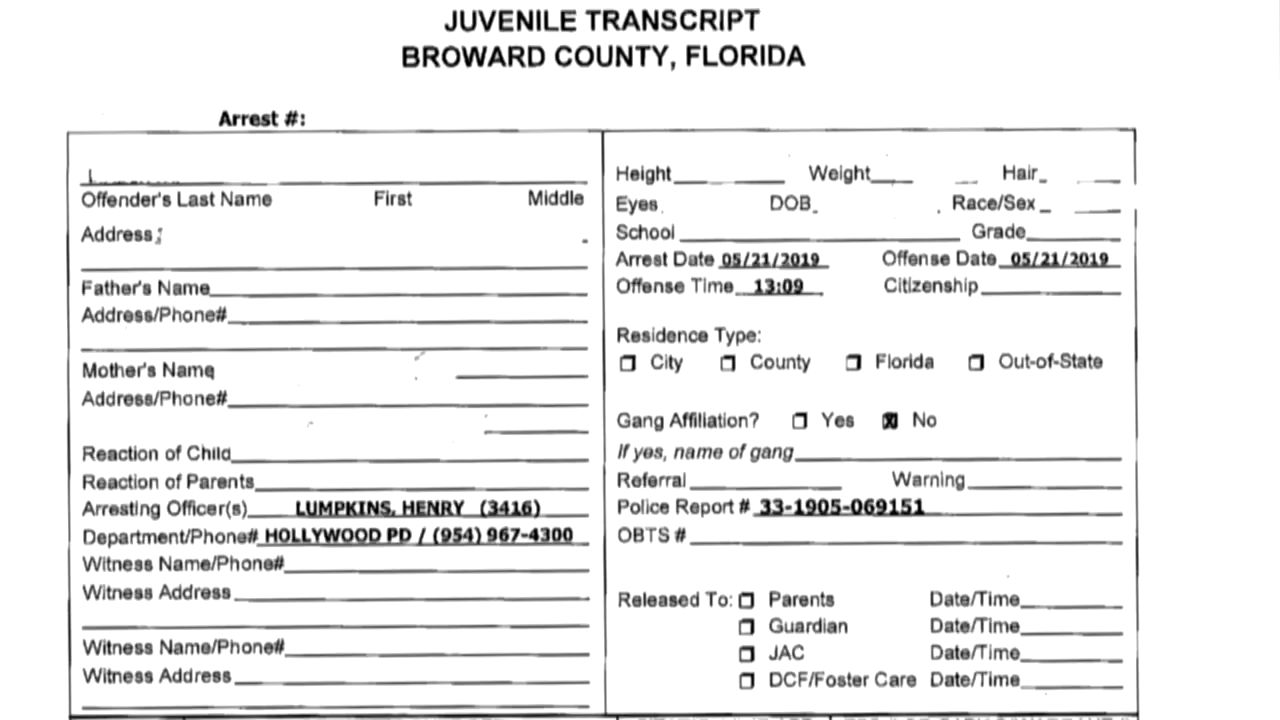 JUVENILE TRANSCRIPT
BROWARD COUNTY, FLORIDA
Arrest #:
Offender's Last Name First Middle
Address:
Father's Name
Address/Phone#
Mother's Name
Address/Phone#
Reaction of Child
Reaction of Parents
Arresting Officer(s) LUMPKINS, HENRY (3416)
Department/Phone# HOLLYWOOD PD / (954) 967-4300
Witness Name/Phone#
Witness Address
Witness Name/Phone#
Witness Address
Height Weight Hair
Eyes DOB Race/Sex
School Grade
Arrest Date 05/21/2019 Offense Date 05/21/2019
Offense Time 13:09 Citizenship
Residence Type:
City County Florida Out-of-State
Gang Affiliation? Yes No
If yes, name of gang
Referral Warning
Police Report # 33-1905-069151
OBTS #
Released To: Parents Date/Time
Guardian Date/Time
JAC Date/Time
DCF/Foster Care Date/Time